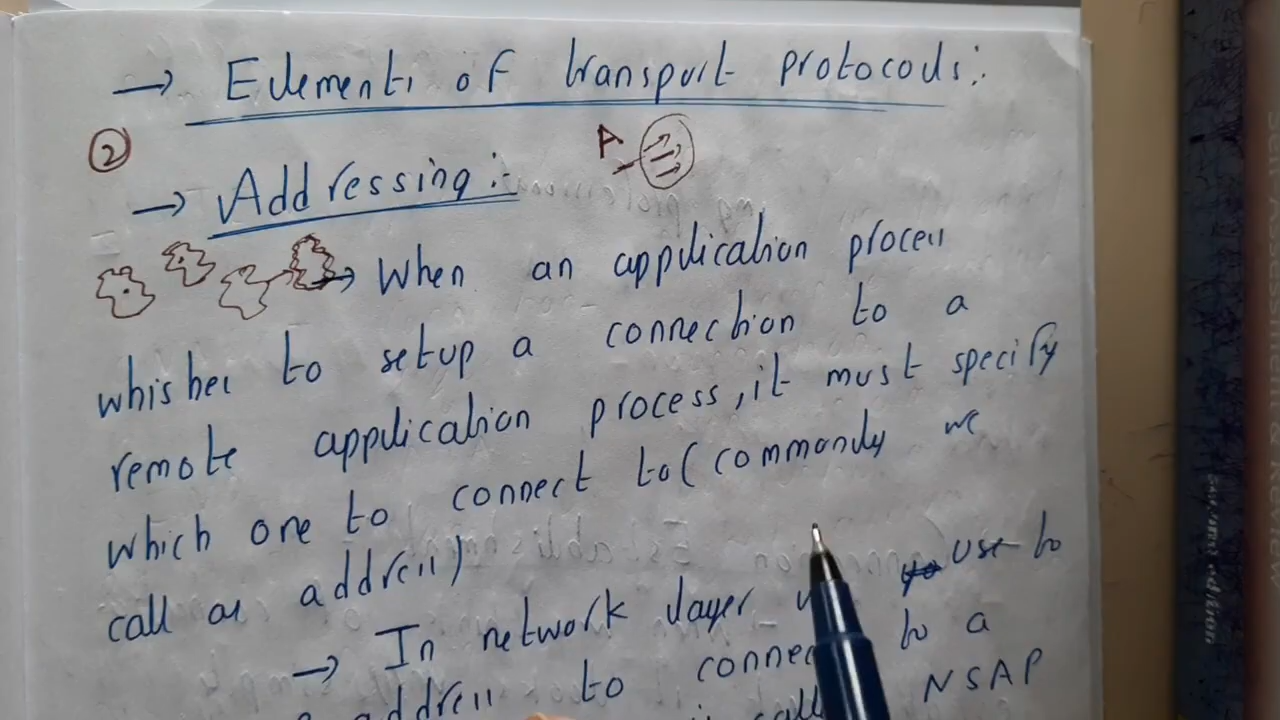 → Elements of transport protocols:
②
A
→ Addressing :-
→ When an application process
whishes to setup a connection to a
remote application process, it must specify
which one to connect to (commonly we
call as address)
→ In network layer use to
address to connect to a
call NSAP